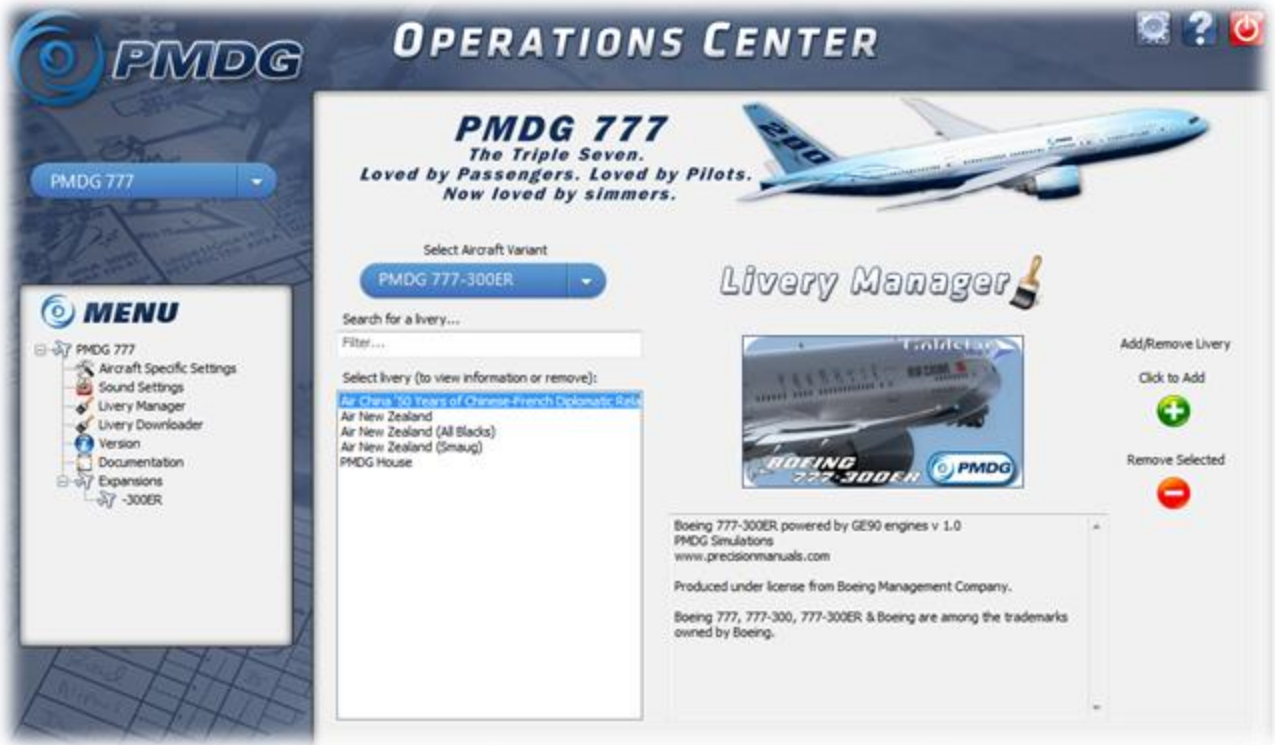 PMDG
OPERATIONS CENTER
PMDG 777
The Triple Seven.
Loved by Passengers. Loved by Pilots.
Now loved by simmers.
200
PMDG 777
Select Aircraft Variant
PMDG 777-300ER
Livery Manager
Search for a livery...
Filter...
Select livery (to view information or remove):
Air China '50 Years of Chinese-French Diplomatic Rela
Air New Zealand
Air New Zealand (All Blacks)
Air New Zealand (Smaug)
PMDG House
MENU
PMDG 777
Aircraft Specific Settings
Sound Settings
Livery Manager
Livery Downloader
Version
Documentation
Expansions
-300ER
Goldstar
AIR CHINA
BOEING
777-300ER
PMDG
Add/Remove Livery
Click to Add
Remove Selected
Boeing 777-300ER powered by GE90 engines v 1.0
PMDG Simulations
www.precisionmanuals.com
Produced under license from Boeing Management Company.
Boeing 777, 777-300, 777-300ER & Boeing are among the trademarks
owned by Boeing.